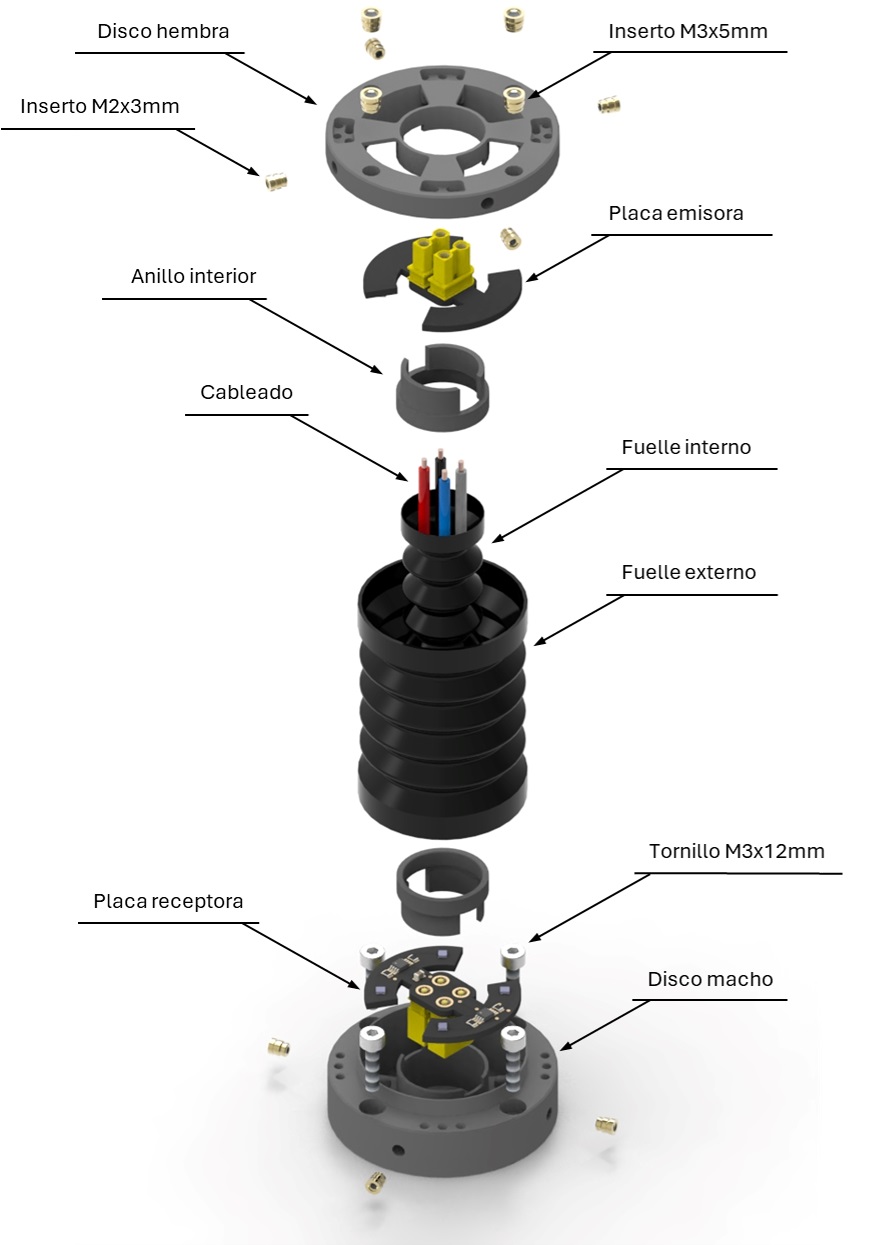 Disco hembra
Inserto M3x5mm
Inserto M2x3mm
Placa emisora
Anillo interior
Cableado
Fuelle interno
Fuelle externo
Tornillo M3x12mm
Placa receptora
Disco macho